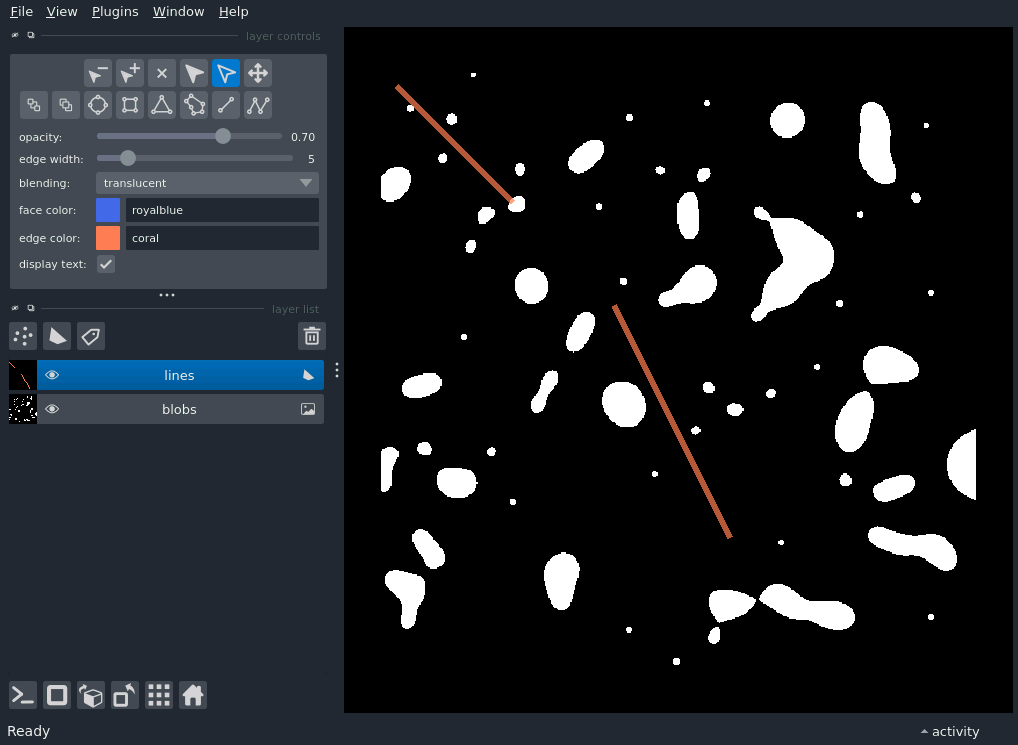 File View Plugins Window Help
layer controls
opacity: 0.70
edge width: 5
blending: translucent
face color: royalblue
edge color: coral
display text:
layer list
lines
blobs
Ready
activity